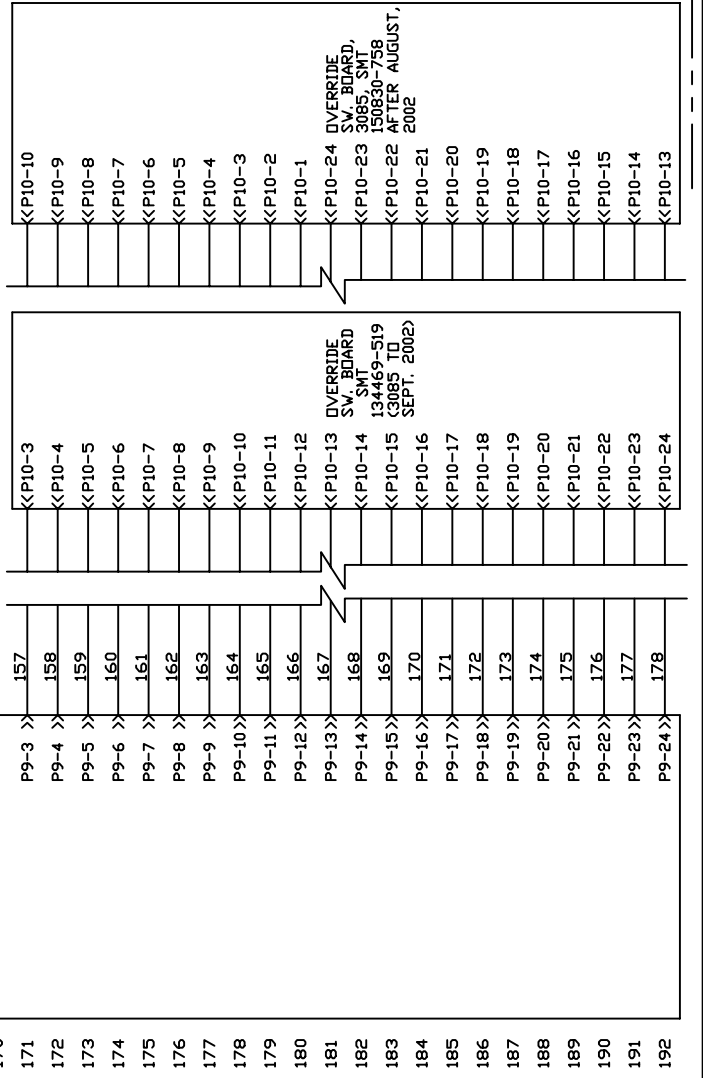 171 P9-3 >> 157 <<P10-3 <<P10-10
172 P9-4 >> 158 <<P10-4 <<P10-9
173 P9-5 >> 159 <<P10-5 <<P10-8
174 P9-6 >> 160 <<P10-6 <<P10-7
175 P9-7 >> 161 <<P10-7 <<P10-6
176 P9-8 >> 162 <<P10-8 <<P10-5
177 P9-9 >> 163 <<P10-9 <<P10-4
178 P9-10>> 164 <<P10-10 <<P10-3
179 P9-11>> 165 <<P10-11 <<P10-2
180 P9-12>> 166 <<P10-12 <<P10-1
181 P9-13>> 167 <<P10-13 <<P10-24
182 P9-14>> 168 <<P10-14 <<P10-23
183 P9-15>> 169 <<P10-15 <<P10-22
184 P9-16>> 170 <<P10-16 <<P10-21
185 P9-17>> 171 <<P10-17 <<P10-20
186 P9-18>> 172 <<P10-18 <<P10-19
187 P9-19>> 173 <<P10-19 <<P10-18
188 P9-20>> 174 <<P10-20 <<P10-17
189 P9-21>> 175 <<P10-21 <<P10-16
190 P9-22>> 176 <<P10-22 <<P10-15
191 P9-23>> 177 <<P10-23 <<P10-14
192 P9-24>> 178 <<P10-24 <<P10-13
OVERRIDE
SW. BOARD
SMT
134469-519
(3085 TO
SEPT. 2002)
OVERRIDE
SW. BOARD,
3085, SMT
150830-758
AFTER AUGUST,
2002